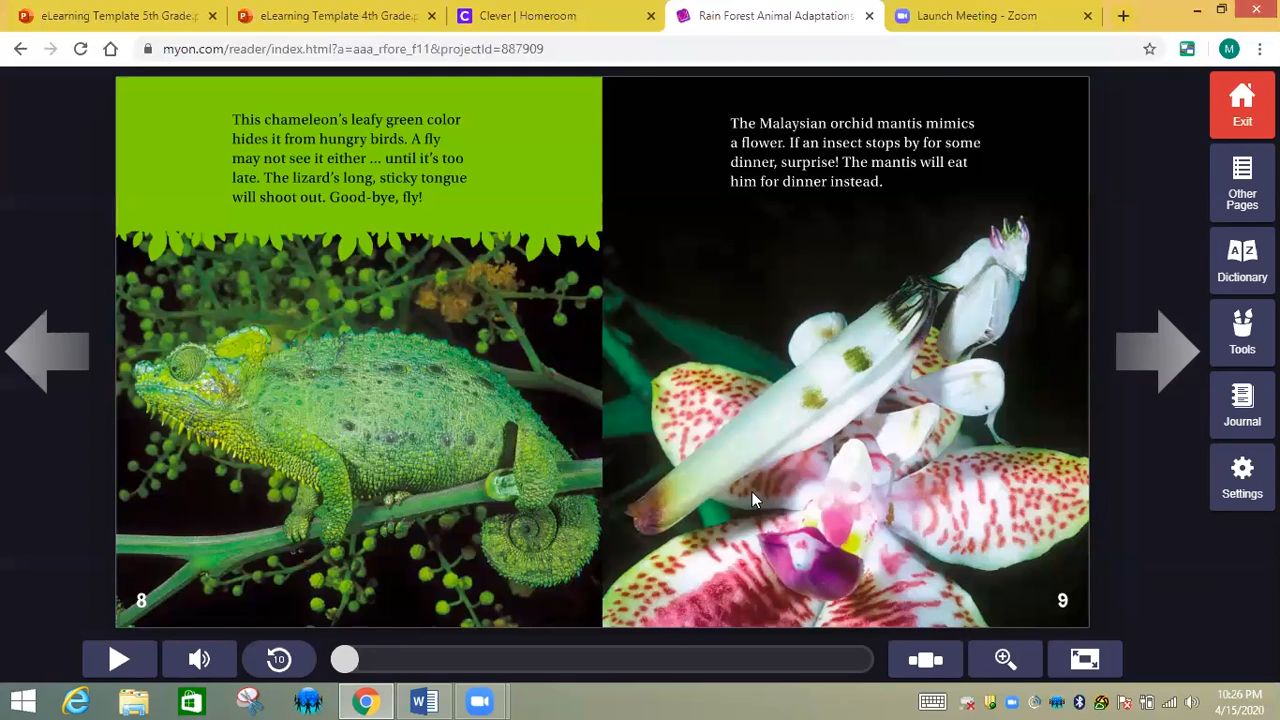 eLearning Template 5th Grade.p
eLearning Template 4th Grade.p
Clever | Homeroom
Rain Forest Animal Adaptations
Launch Meeting - Zoom
myon.com/reader/index.html?a=aaa_rfore_f11&projectId=887909
M
This chameleon's leafy green color
hides it from hungry birds. A fly
may not see it either ... until it's too
late. The lizard's long, sticky tongue
will shoot out. Good-bye, fly!
8
The Malaysian orchid mantis mimics
a flower. If an insect stops by for some
dinner, surprise! The mantis will eat
him for dinner instead.
9
Exit
Other
Pages
A Z
Dictionary
Tools
Journal
Settings
10
10:26 PM
4/15/2020